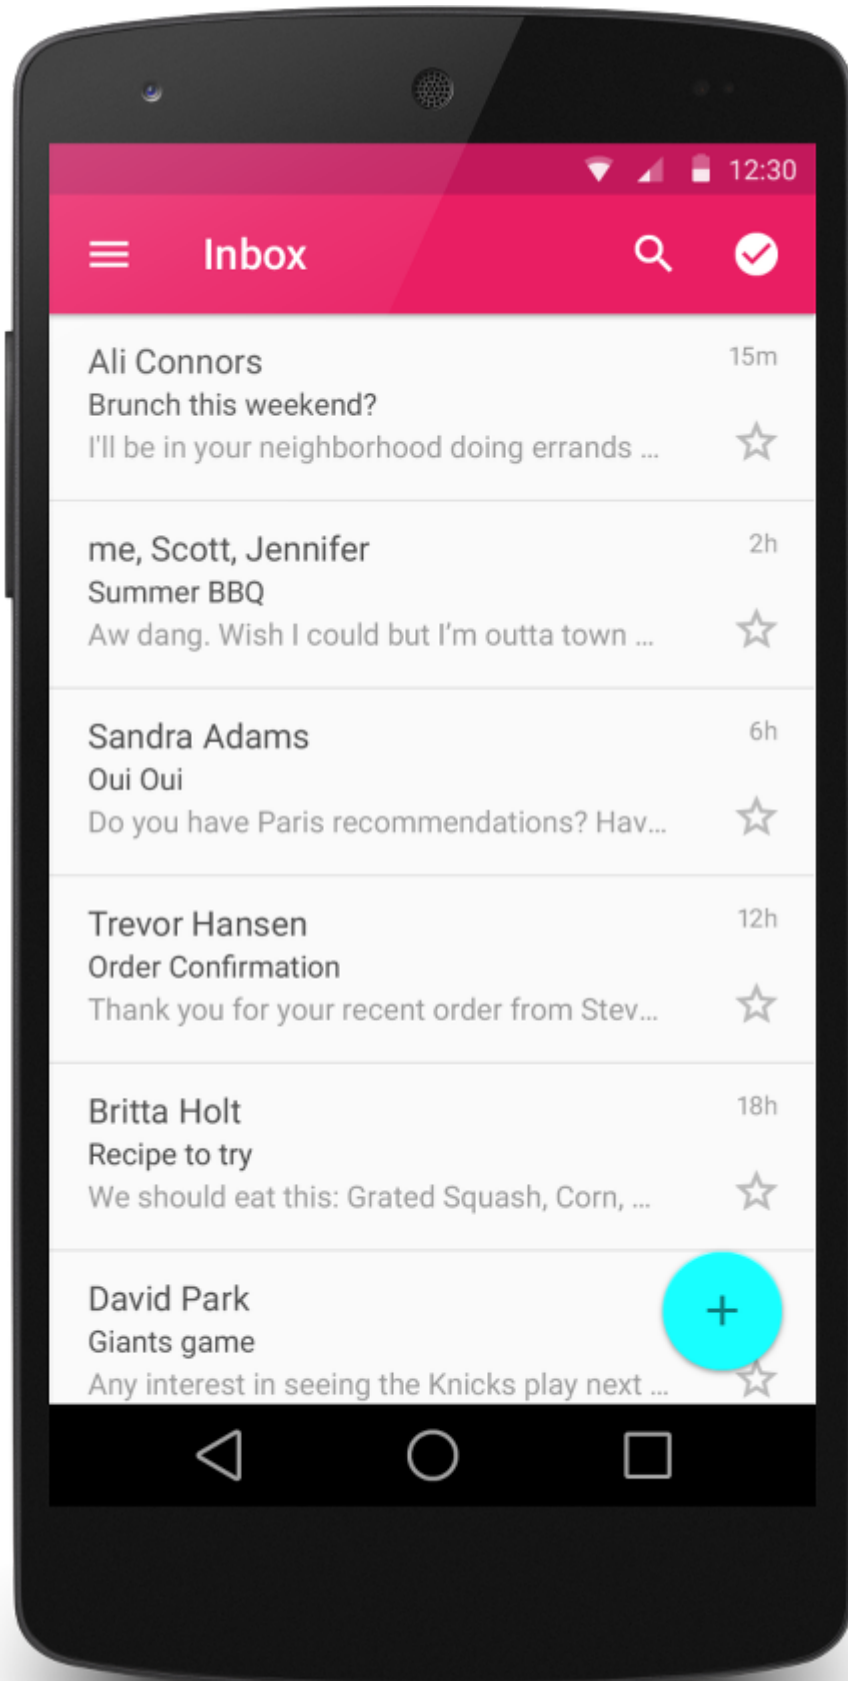 12:30
Inbox
Ali Connors
15m
Brunch this weekend?
I'll be in your neighborhood doing errands ...
me, Scott, Jennifer
2h
Summer BBQ
Aw dang. Wish I could but I’m outta town ...
Sandra Adams
6h
Oui Oui
Do you have Paris recommendations? Hav...
Trevor Hansen
12h
Order Confirmation
Thank you for your recent order from Stev...
Britta Holt
18h
Recipe to try
We should eat this: Grated Squash, Corn, ...
David Park
Giants game
Any interest in seeing the Knicks play next ...